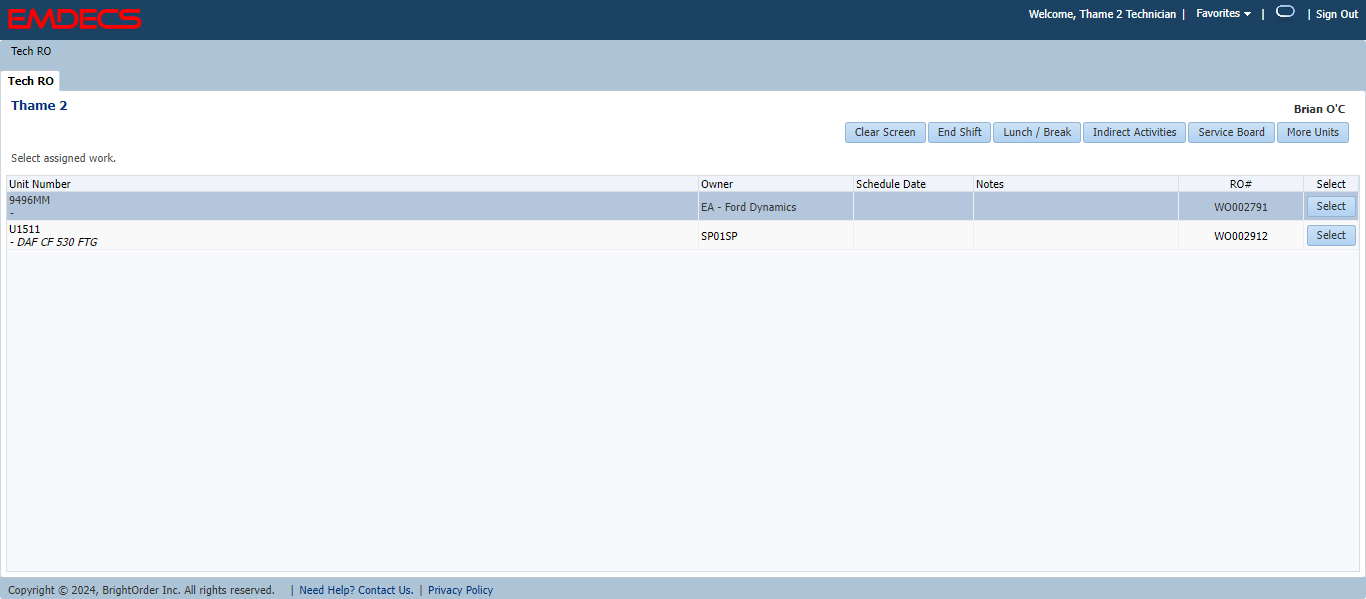 EMDECS
Welcome, Thame 2 Technician | Favorites | | Sign Out
Tech RO
Tech RO
Thame 2
Brian O'C
Clear Screen End Shift Lunch / Break Indirect Activities Service Board More Units
Select assigned work.
Unit Number Owner Schedule Date Notes RO# Select
9496MM
-
EA - Ford Dynamics WO002791 Select
U1511
- DAF CF 530 FTG
SP01SP WO002912 Select
Copyright © 2024, BrightOrder Inc. All rights reserved. | Need Help? Contact Us. | Privacy Policy